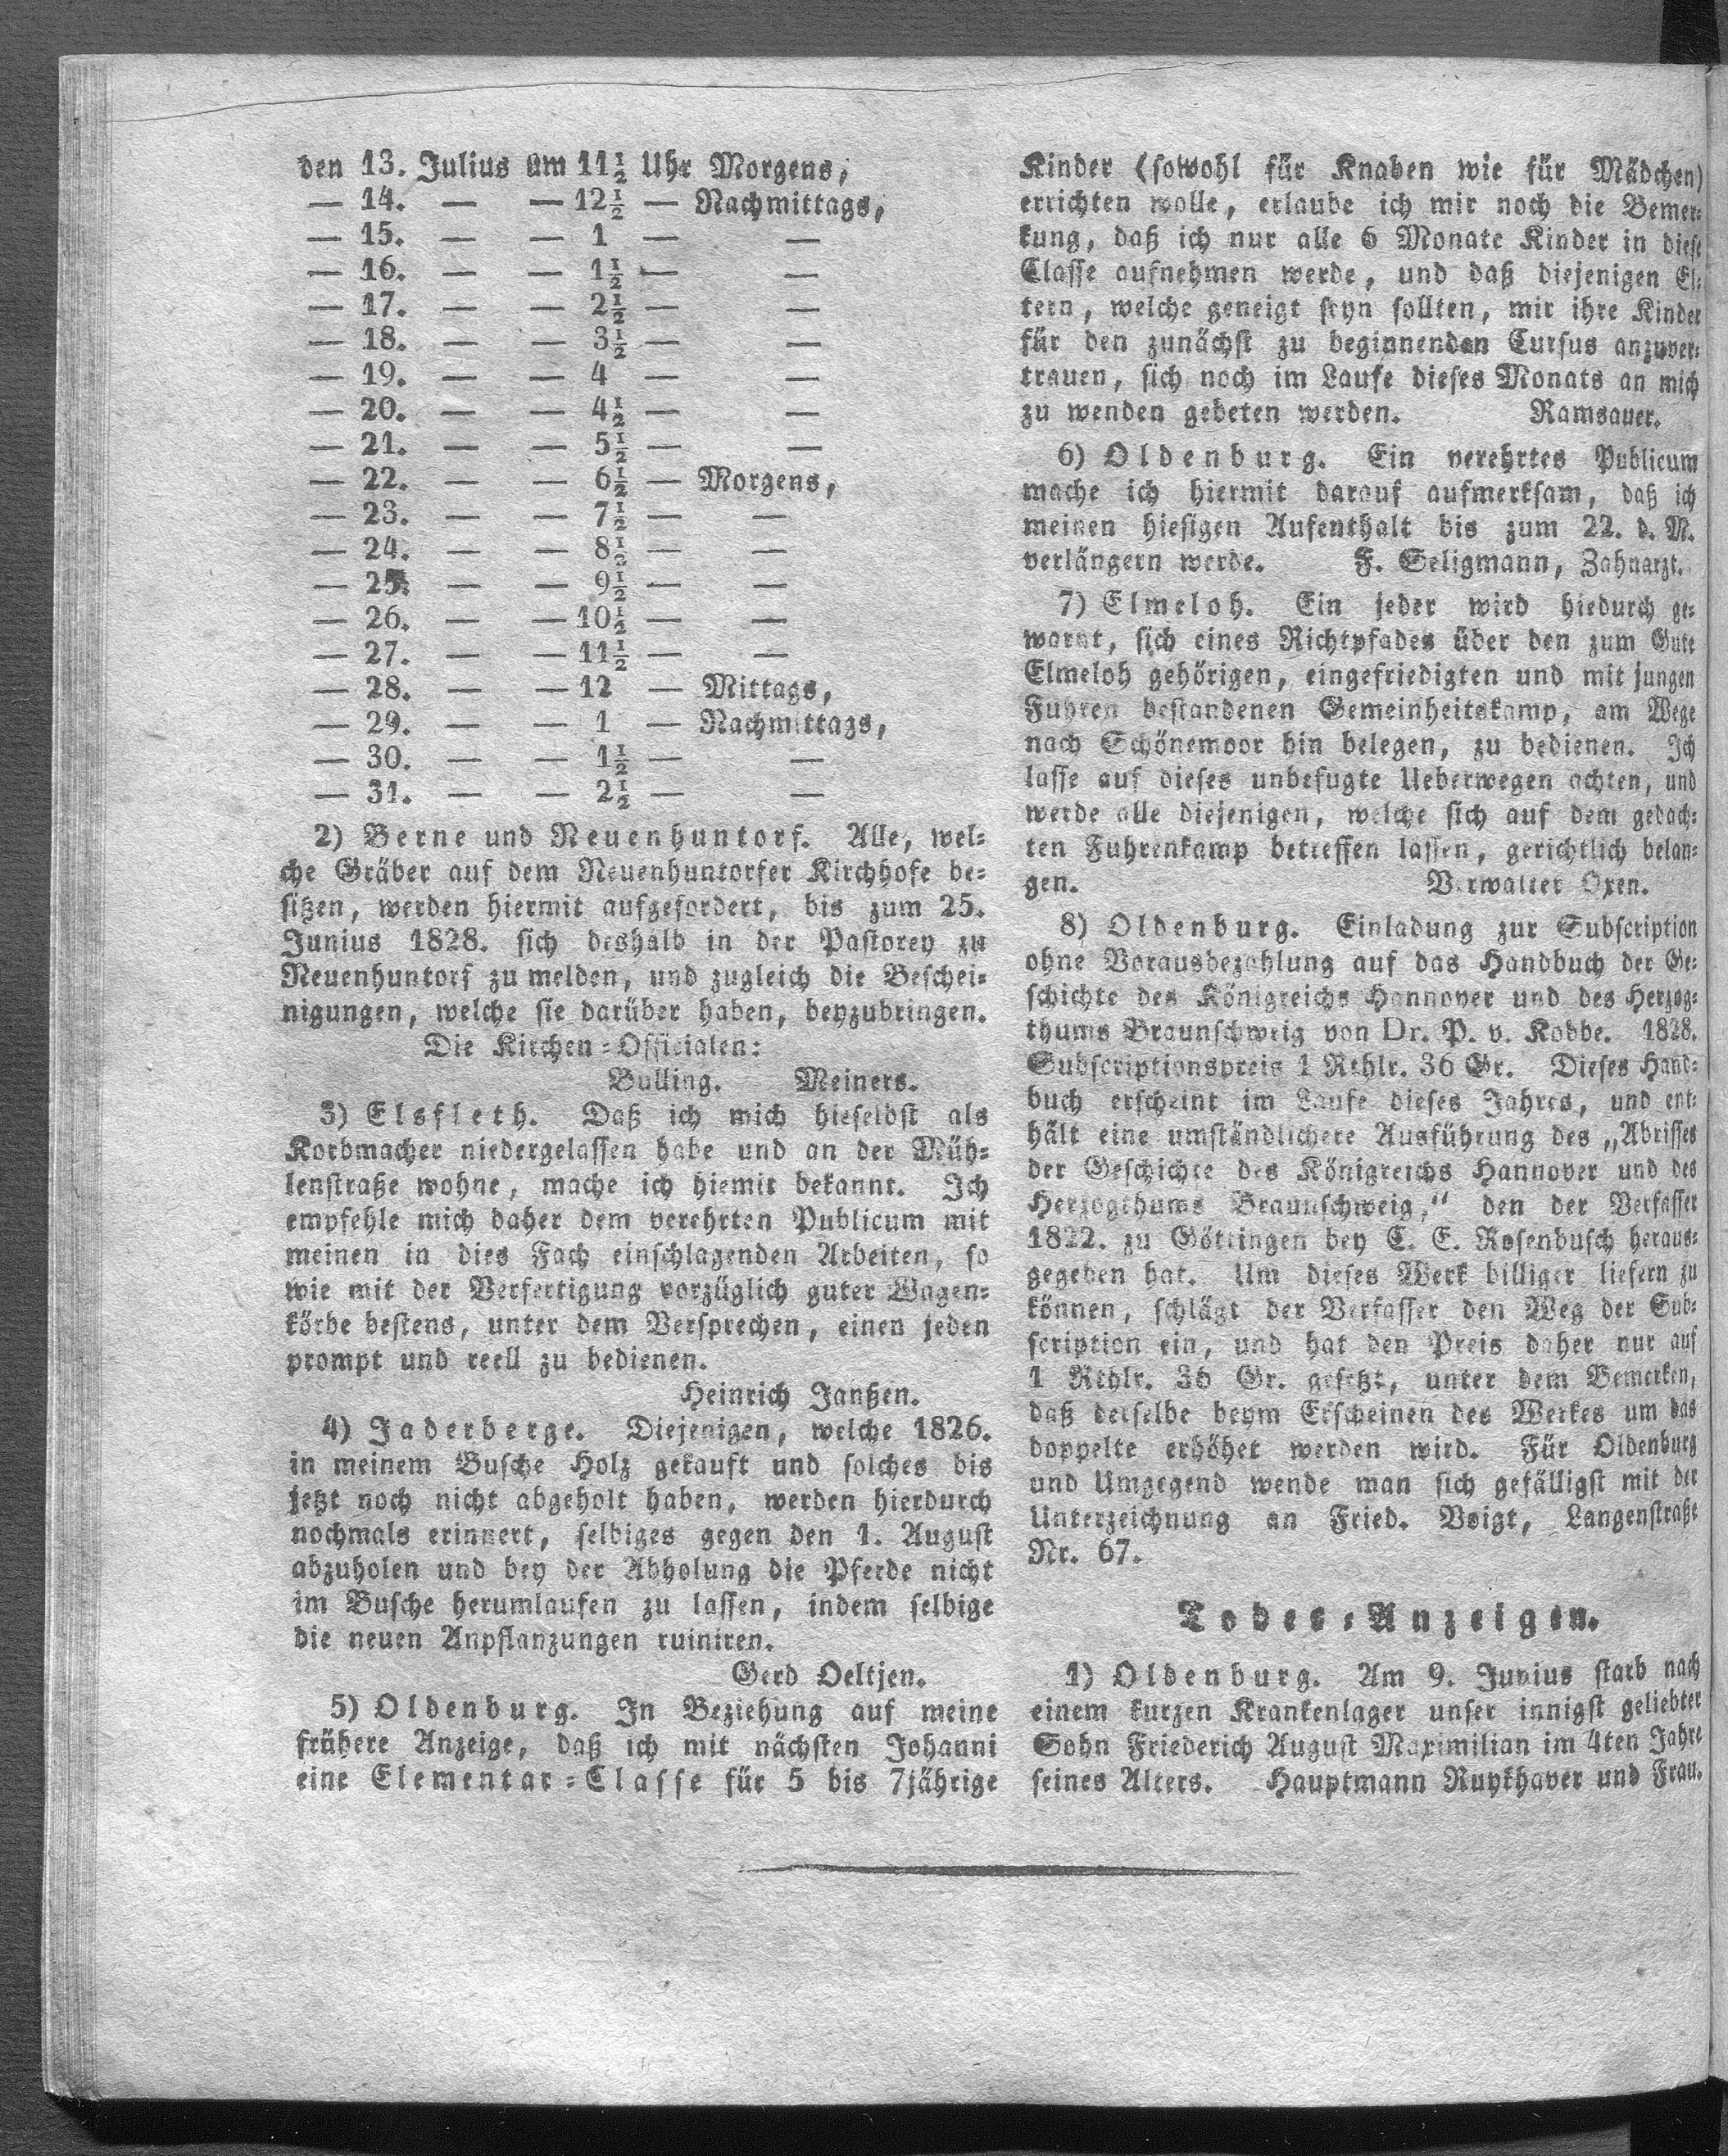 den 13. Julius um 11½ Uhr Morgens,
— 14. — — 12½ — Nachmittags,
— 15. — — 1 — —
— 16. — — 1½ — —
— 17. — — 2½ — —
— 18. — — 3½ — —
— 19. — — 4 — —
— 20. — — 4½ — —
— 21. — — 5½ — —
— 22. — — 6½ — Morgens,
— 23. — — 7½ — —
— 24. — — 8½ — —
— 25. — — 9½ — —
— 26. — — 10½ — —
— 27. — — 11½ — —
— 28. — — 12 — Mittags,
— 29. — — 1 — Nachmittags,
— 30. — — 1½ — —
— 31. — — 2½ — —
2) Berne und Neuenhuntorf. Alle, wel-
che Gräber auf dem Neuenhuntorfer Kirchhofe be-
sitzen, werden hiermit aufgefordert, bis zum 25.
Junius 1828. sich deshalb in der Pastorey zu
Neuenhuntorf zu melden, und zugleich die Beschei-
nigungen, welche sie darüber haben, beyzubringen.
Die Kirchen-Officialen:
Bulling. Meiners.
3) Elsfleth. Daß ich mich hieselbst als
Korbmacher niedergelassen habe und an der Müh-
lenstraße wohne, mache ich hiemit bekannt. Ich
empfehle mich daher dem verehrten Publicum mit
meinen in dies Fach einschlagenden Arbeiten, so
wie mit der Verfertigung vorzüglich guter Wagen-
körbe bestens, unter dem Versprechen, einen jeden
prompt und reell zu bedienen.
Heinrich Janßen.
4) Jaderberge. Diejenigen, welche 1826.
in meinem Busche Holz gekauft und solches bis
jetzt noch nicht abgeholt haben, werden hierdurch
nochmals erinnert, selbiges gegen den 1. August
abzuholen und bey der Abholung die Pferde nicht
im Busche herumlaufen zu lassen, indem selbige
die neuen Anpflanzungen ruiniren.
Gerd Oeltjen.
5) Oldenburg. In Beziehung auf meine
frühere Anzeige, daß ich mit nächsten Johanni
eine Elementar-Classe für 5 bis 7jährige
Kinder (sowohl für Knaben wie für Mädchen)
errichten wolle, erlaube ich mir noch die Bemer-
kung, daß ich nur alle 6 Monate Kinder in diese
Classe aufnehmen werde, und daß diejenigen El-
tern, welche geneigt seyn sollten, mir ihre Kinder
für den zunächst zu beginnenden Cursus anzuver-
trauen, sich noch im Laufe dieses Monats an mich
zu wenden gebeten werden. Ramsauer.
6) Oldenburg. Ein verehrtes Publicum
mache ich hiermit darauf aufmerksam, daß ich
meinen hiesigen Aufenthalt bis zum 22. d. M.
verlängern werde. F. Seligmann, Zahnarzt.
7) Elmeloh. Ein jeder wird hiedurch ge-
warnt, sich eines Richtpfades über den zum Gute
Elmeloh gehörigen, eingefriedigten und mit jungen
Fuhren bestandenen Gemeinheitskamp, am Wege
nach Schönemoor hin belegen, zu bedienen. Ich
lasse auf dieses unbefugte Ueberwegen achten, und
werde alle diejenigen, welche sich auf dem gedach-
ten Fuhrenkamp betreffen lassen, gerichtlich belan-
gen. Verwalter Oxen.
8) Oldenburg. Einladung zur Subscription
ohne Vorausbezahlung auf das Handbuch der Ge-
schichte des Königreichs Hannover und des Herzog-
thums Braunschweig von Dr. P. v. Kobbe. 1828.
Subscriptionspreis 1 Rthlr. 36 Gr. Dieses Hand-
buch erscheint im Laufe dieses Jahres, und ent-
hält eine umständlichere Ausführung des „Abrisses
der Geschichte des Königreichs Hannover und des
Herzogthums Braunschweig,“ den der Verfasser
1822. zu Göttingen bey C. E. Rosenbusch heraus-
gegeben hat. Um dieses Werk billiger liefern zu
können, schlägt der Verfasser den Weg der Sub-
scription ein, und hat den Preis daher nur auf
1 Rthlr. 36 Gr. gesetzt, unter dem Bemerken,
daß derselbe beym Erscheinen des Werkes um das
doppelte erhöhet werden wird. Für Oldenburg
und Umgegend wende man sich gefälligst mit der
Unterzeichnung an Fried. Voigt, Langenstraße
Nr. 67.
Todes-Anzeigen.
1) Oldenburg. Am 9. Junius starb nach
einem kurzen Krankenlager unser innigst geliebter
Sohn Friederich August Maximilian im 4ten Jahre
seines Alters. Hauptmann Ruykhaver und Frau.